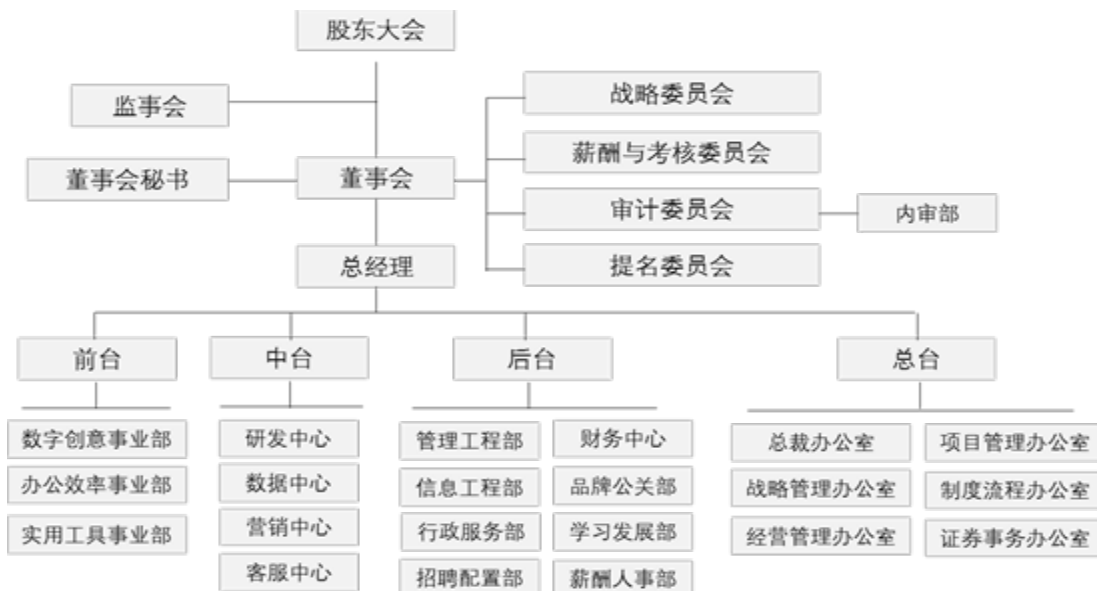 股东大会
监事会
战略委员会
薪酬与考核委员会
董事会秘书
董事会
审计委员会
内审部
总经理
提名委员会
前台
中台
后台
总台
数字创意事业部
办公效率事业部
实用工具事业部
研发中心
数据中心
营销中心
客服中心
管理工程部
信息工程部
行政服务部
招聘配置部
财务中心
品牌公关部
学习发展部
薪酬人事部
总裁办公室
战略管理办公室
经营管理办公室
项目管理办公室
制度流程办公室
证券事务办公室